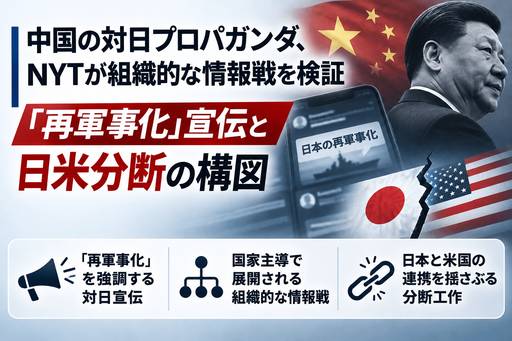 中国の対日プロパガンダ、
NYTが組織的な情報戦を検証
「再軍事化」宣伝と
日米分断の構図
日本の再軍事化
「再軍事化」
を強調する
対日宣伝
国家主導で
展開される
組織的な情報戦
日本と米国の
連携を揺さぶる
分断工作